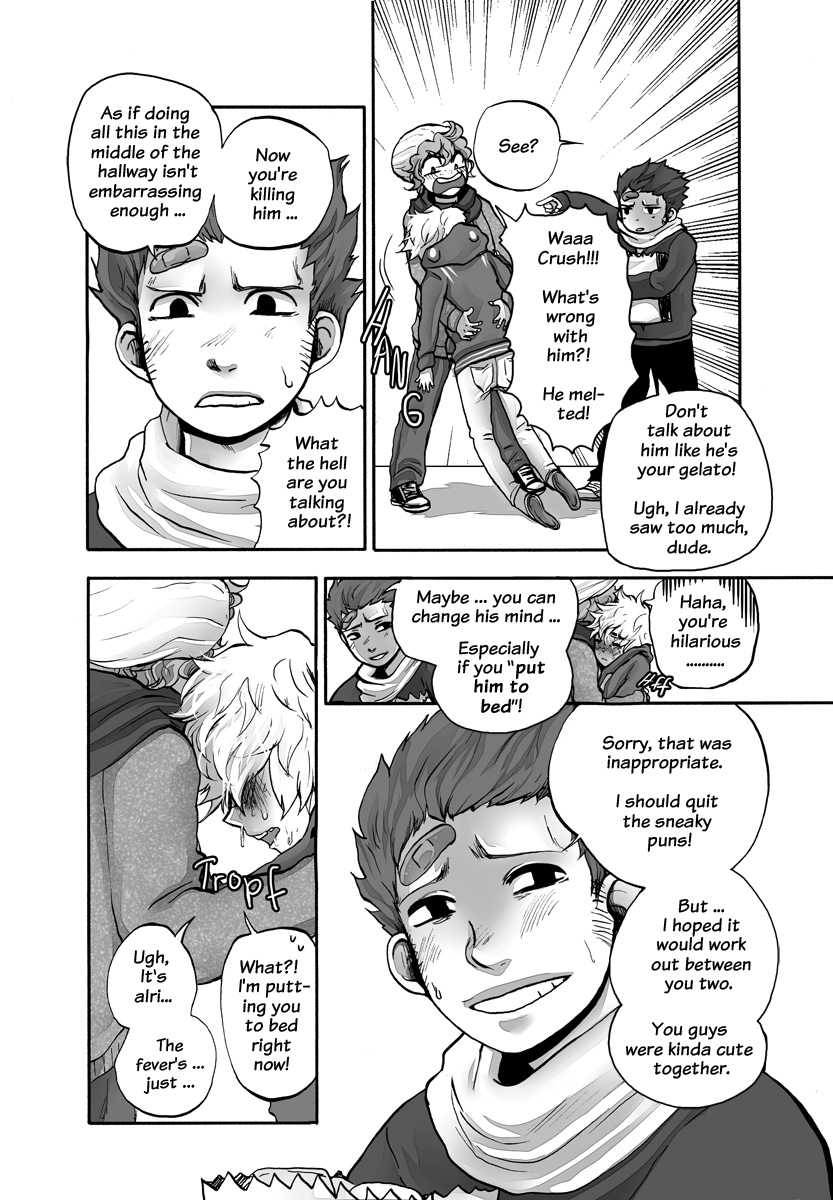 As if doing
all this in the
middle of the
hallway isn't
embarrassing
enough ...
Now
you're
killing
him ...
What
the hell
are you
talking
about?!
See?
Waaa
Crush!!!
What's
wrong
with
him?!
He mel-
ted!
HANG
Don't
talk about
him like he's
your gelato!
Ugh, I already
saw too much,
dude.
Tropf
Ugh,
It's
alri...
The
fever's ...
just ...
What?!
I'm putt-
ing you
to bed
right
now!
Maybe ... you can
change his mind ...
Especially
if you "put
him to
bed"!
Haha,
you're
hilarious
..........
Sorry, that was
inappropriate.
I should quit
the sneaky
puns!
But ...
I hoped it
would work
out between
you two.
You guys
were kinda cute
together.